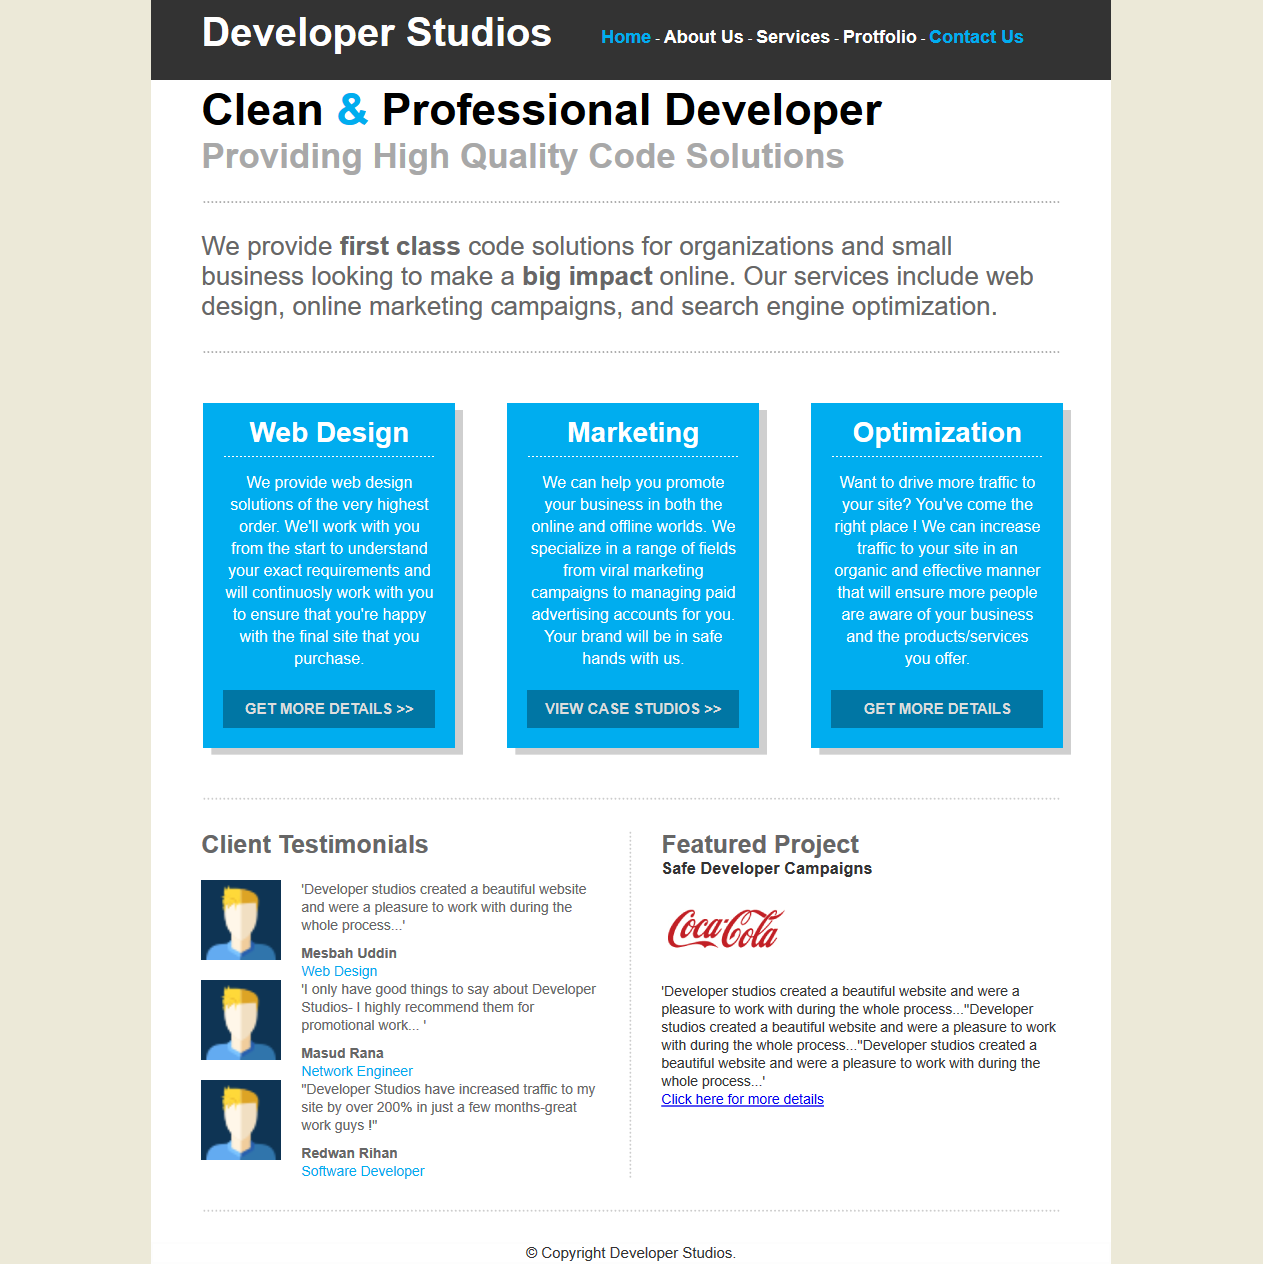 Developer Studios
Home - About Us - Services - Protfolio - Contact Us
Clean & Professional Developer
Providing High Quality Code Solutions
We provide first class code solutions for organizations and small
business looking to make a big impact online. Our services include web
design, online marketing campaigns, and search engine optimization.
Web Design
We provide web design
solutions of the very highest
order. We'll work with you
from the start to understand
your exact requirements and
will continuosly work with you
to ensure that you're happy
with the final site that you
purchase.
GET MORE DETAILS >>
Marketing
We can help you promote
your business in both the
online and offline worlds. We
specialize in a range of fields
from viral marketing
campaigns to managing paid
advertising accounts for you.
Your brand will be in safe
hands with us.
VIEW CASE STUDIOS >>
Optimization
Want to drive more traffic to
your site? You've come the
right place ! We can increase
traffic to your site in an
organic and effective manner
that will ensure more people
are aware of your business
and the products/services
you offer.
GET MORE DETAILS
Client Testimonials
'Developer studios created a beautiful website
and were a pleasure to work with during the
whole process...'
Mesbah Uddin
Web Design
'I only have good things to say about Developer
Studios- I highly recommend them for
promotional work... '
Masud Rana
Network Engineer
"Developer Studios have increased traffic to my
site by over 200% in just a few months-great
work guys !"
Redwan Rihan
Software Developer
Featured Project
Safe Developer Campaigns
Coca-Cola
'Developer studios created a beautiful website and were a
pleasure to work with during the whole process...''Developer
studios created a beautiful website and were a pleasure to work
with during the whole process...''Developer studios created a
beautiful website and were a pleasure to work with during the
whole process...'
Click here for more details
© Copyright Developer Studios.